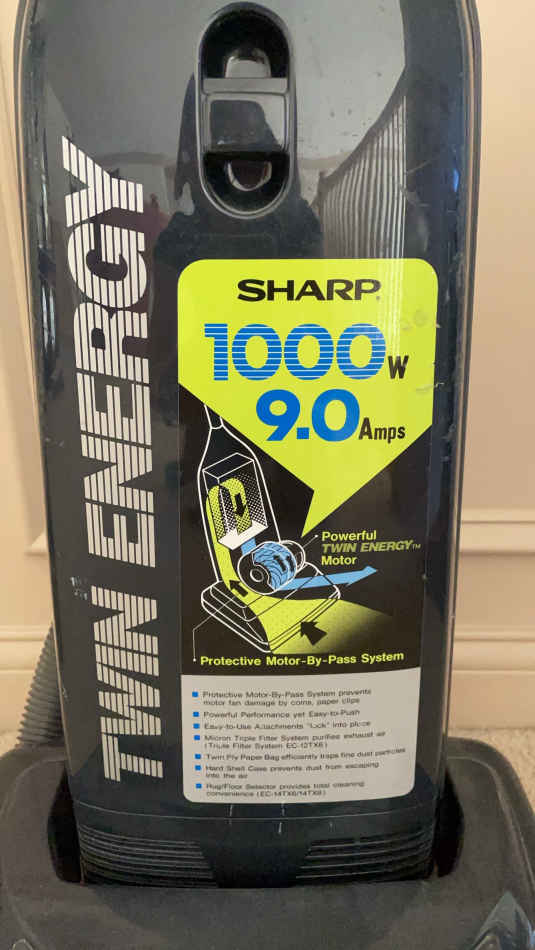 TWIN ENERGY
SHARP
1000W
9.0Amps
Powerful
TWIN ENERGY™
Motor
Protective Motor-By-Pass System
Protective Motor-By-Pass System prevents
motor fan damage by coins, paper clips
Powerful Performance yet Easy-to-Push
Easy-to-Use Attachments "Lock" into place
Micron Triple Filter System purifies exhaust air
(Triple Filter System EC-12TX6)
Twin Ply Paper Bag efficiently traps fine dust particles
Hard Shell Case prevents dust from escaping
into the air
Rug/Floor Selector provides total cleaning
convenience (EC-14TX6/14TX8)